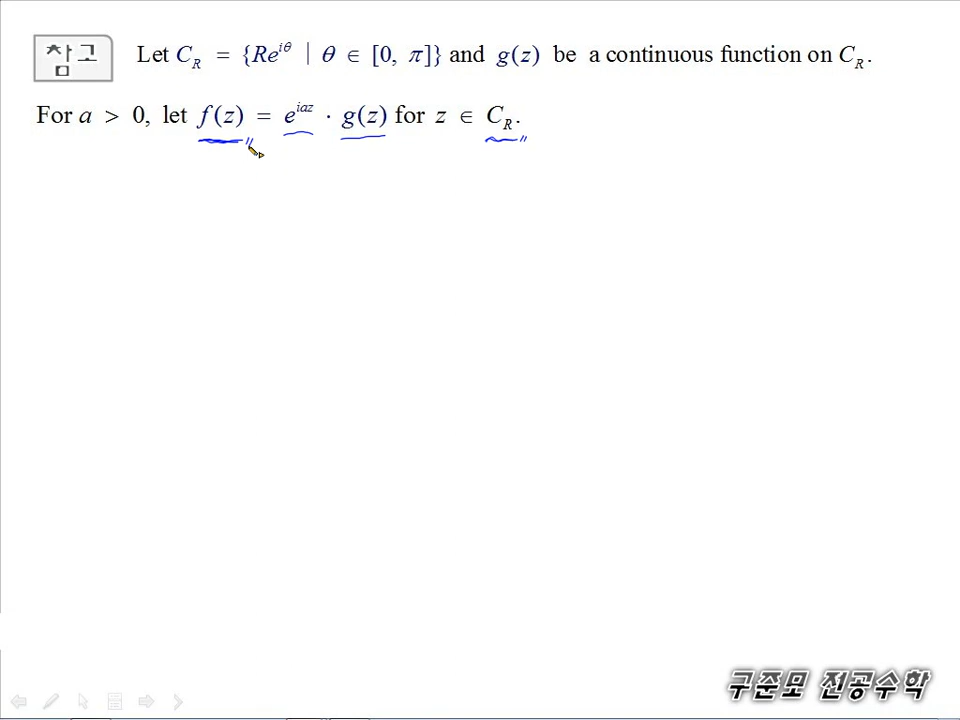 참고 Let C_R = {Re^{iθ} | θ ∈ [0, π]} and g(z) be a continuous function on C_R.
For a > 0, let f(z) = e^{iaz} · g(z) for z ∈ C_R.
구준모 전공수학